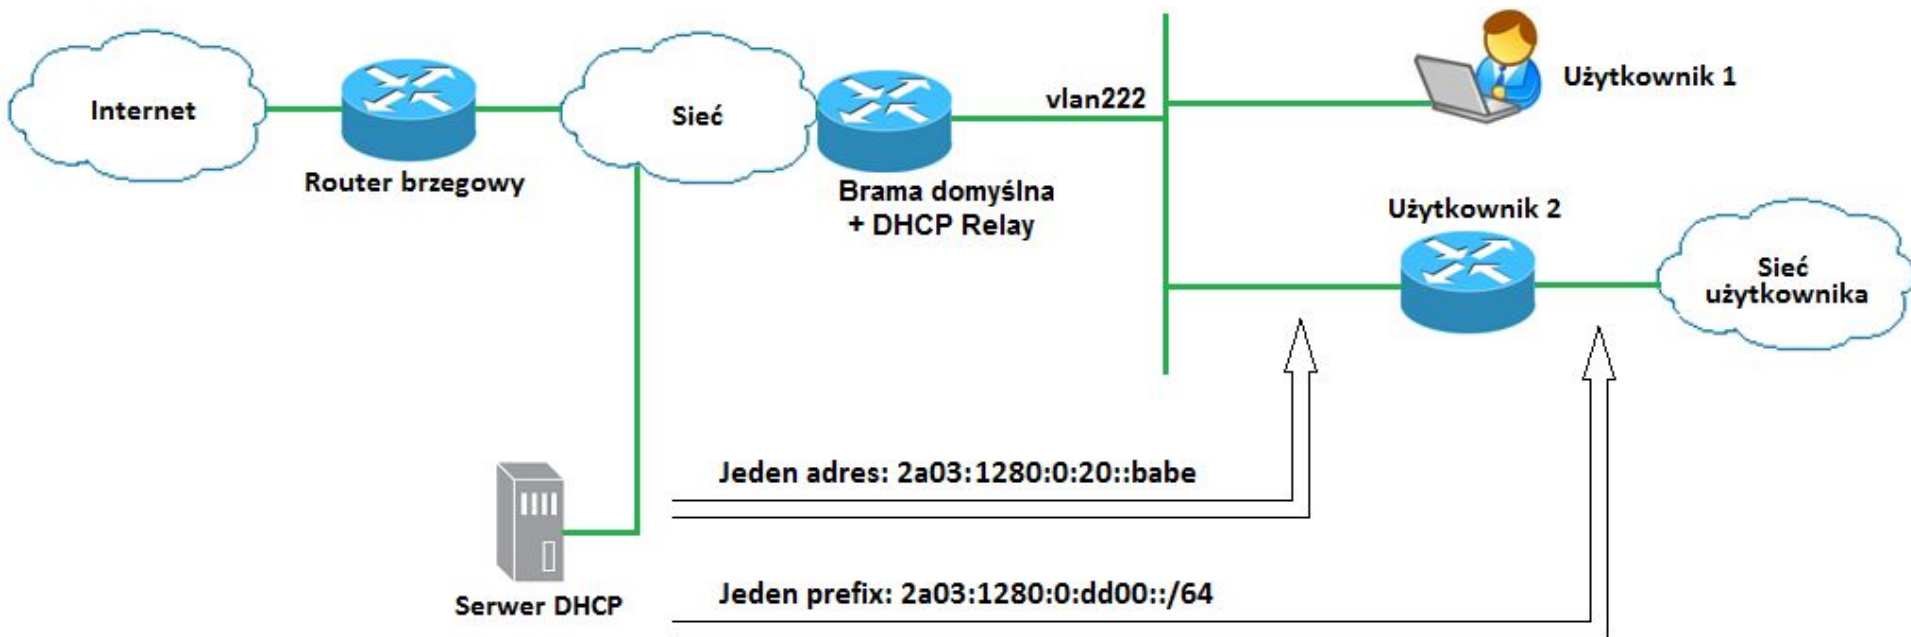 Internet
Router brzegowy
Sieć
Brama domyślna
+ DHCP Relay
vlan222
Użytkownik 1
Użytkownik 2
Sieć
użytkownika
Jeden adres: 2a03:1280:0:20::babe
Serwer DHCP
Jeden prefix: 2a03:1280:0:dd00::/64